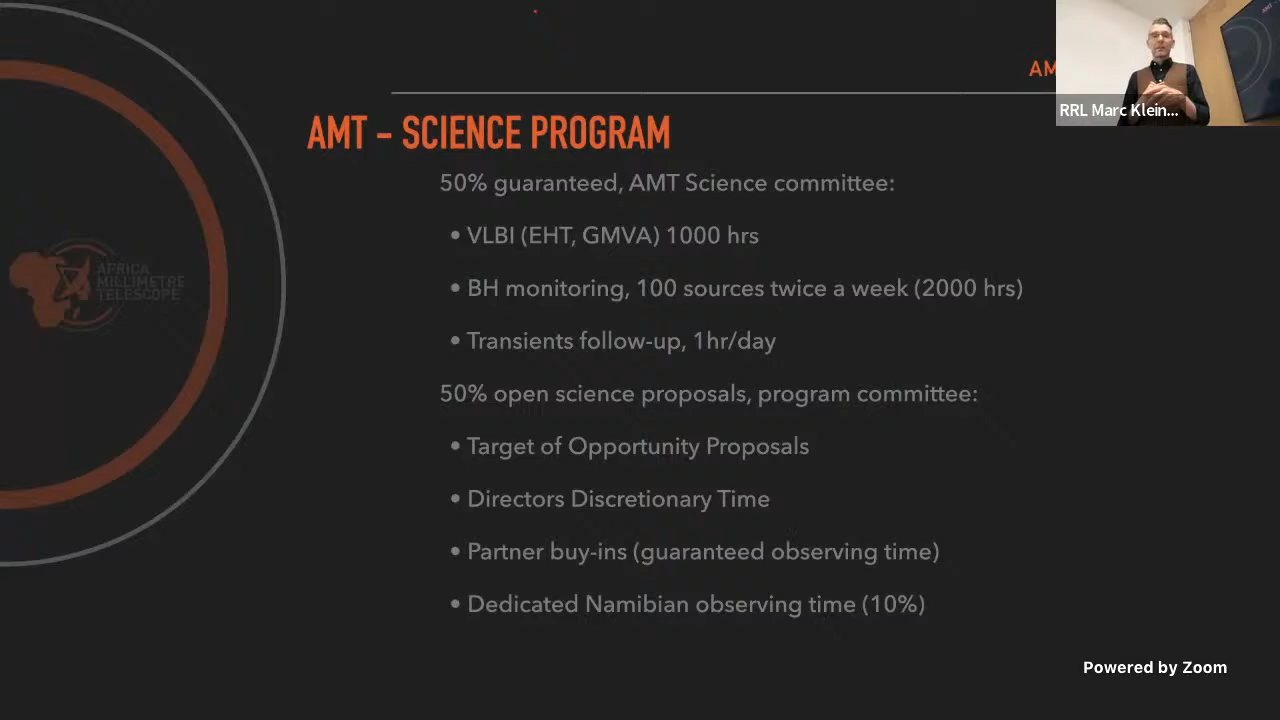 AM
RRL Marc Klein...
AMT - SCIENCE PROGRAM
50% guaranteed, AMT Science committee:
• VLBI (EHT, GMVA) 1000 hrs
• BH monitoring, 100 sources twice a week (2000 hrs)
• Transients follow-up, 1hr/day
50% open science proposals, program committee:
• Target of Opportunity Proposals
• Directors Discretionary Time
• Partner buy-ins (guaranteed observing time)
• Dedicated Namibian observing time (10%)
AFRICA
MILLIMETRE
TELESCOPE
Powered by Zoom